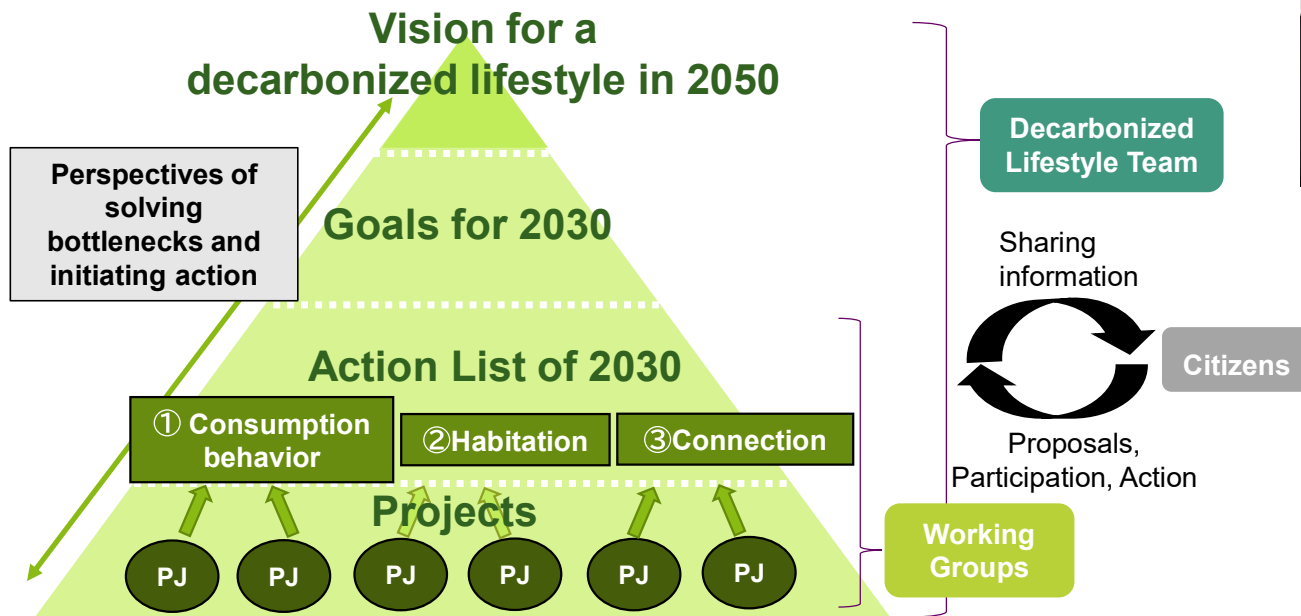 Vision for a
decarbonized lifestyle in 2050
Perspectives of
solving
bottlenecks and
initiating action
Goals for 2030
Action List of 2030
① Consumption
behavior
②Habitation
③Connection
Projects
PJ
PJ
PJ
PJ
PJ
PJ
Decarbonized
Lifestyle Team
Sharing
information
Citizens
Proposals,
Participation, Action
Working
Groups